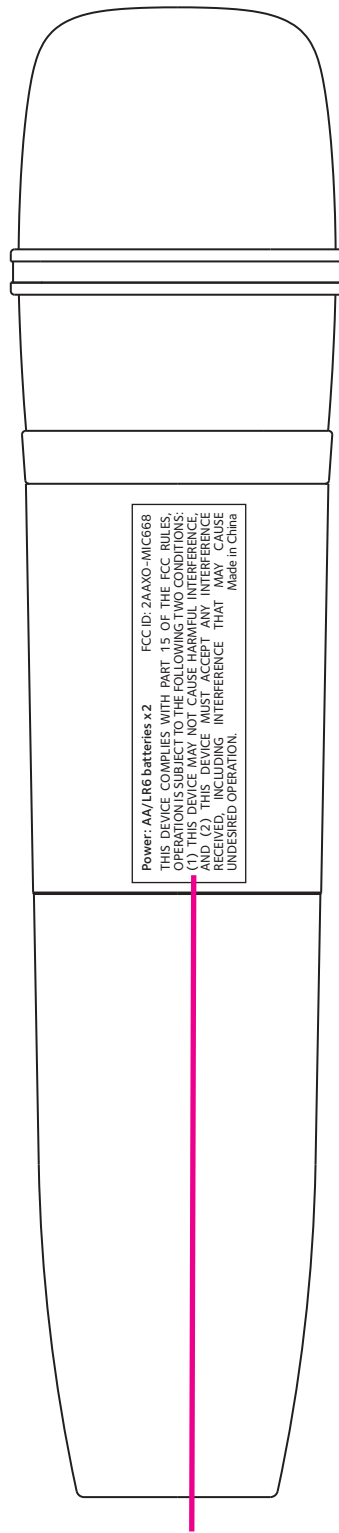 Power: AA/LR6 batteries x2 FCC ID: 2AAXO-MIC668
THIS DEVICE COMPLIES WITH PART 15 OF THE FCC RULES,
OPERATION IS SUBJECT TO THE FOLLOWING TWO CONDITIONS:
(1) THIS DEVICE MAY NOT CAUSE HARMFUL INTERFERENCE,
AND (2) THIS DEVICE MUST ACCEPT ANY INTERFERENCE
RECEIVED, INCLUDING INTERFERENCE THAT MAY CAUSE
UNDESIRED OPERATION. Made in China